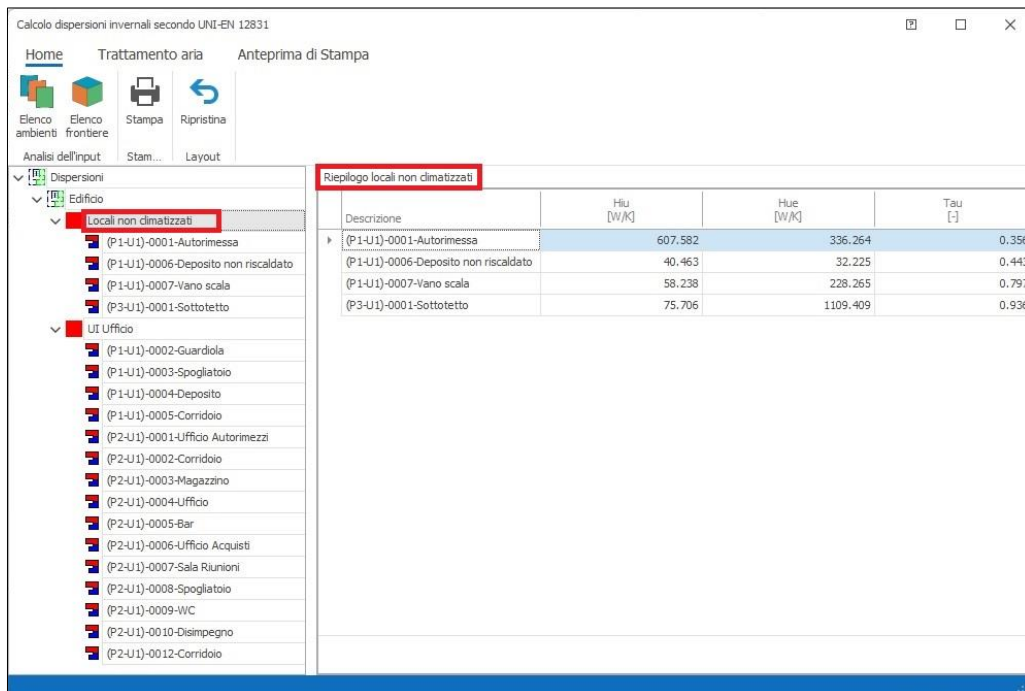 Calcolo dispersioni invernali secondo UNI-EN 12831
Home Trattamento aria Anteprima di Stampa
Elenco ambienti Elenco frontiere Stampa Ripristina
Analisi dell'input Stam... Layout
Dispersioni
Edificio
Locali non climatizzati
(P1-U1)-0001-Autorimessa
(P1-U1)-0006-Deposito non riscaldato
(P1-U1)-0007-Vano scala
(P3-U1)-0001-Sottotetto
UI Ufficio
(P1-U1)-0002-Guardiola
(P1-U1)-0003-Spogliatoio
(P1-U1)-0004-Deposito
(P1-U1)-0005-Corridoio
(P2-U1)-0001-Ufficio Autorimezzi
(P2-U1)-0002-Corridoio
(P2-U1)-0003-Magazzino
(P2-U1)-0004-Ufficio
(P2-U1)-0005-Bar
(P2-U1)-0006-Ufficio Acquisti
(P2-U1)-0007-Sala Riunioni
(P2-U1)-0008-Spogliatoio
(P2-U1)-0009-WC
(P2-U1)-0010-Disimpegno
(P2-U1)-0012-Corridoio
Riepilogo locali non climatizzati
Descrizione Hiu [W/K] Hue [W/K] Tau [-]
(P1-U1)-0001-Autorimessa 607.582 336.264 0.356
(P1-U1)-0006-Deposito non riscaldato 40.463 32.225 0.443
(P1-U1)-0007-Vano scala 58.238 228.265 0.797
(P3-U1)-0001-Sottotetto 75.706 1109.409 0.936